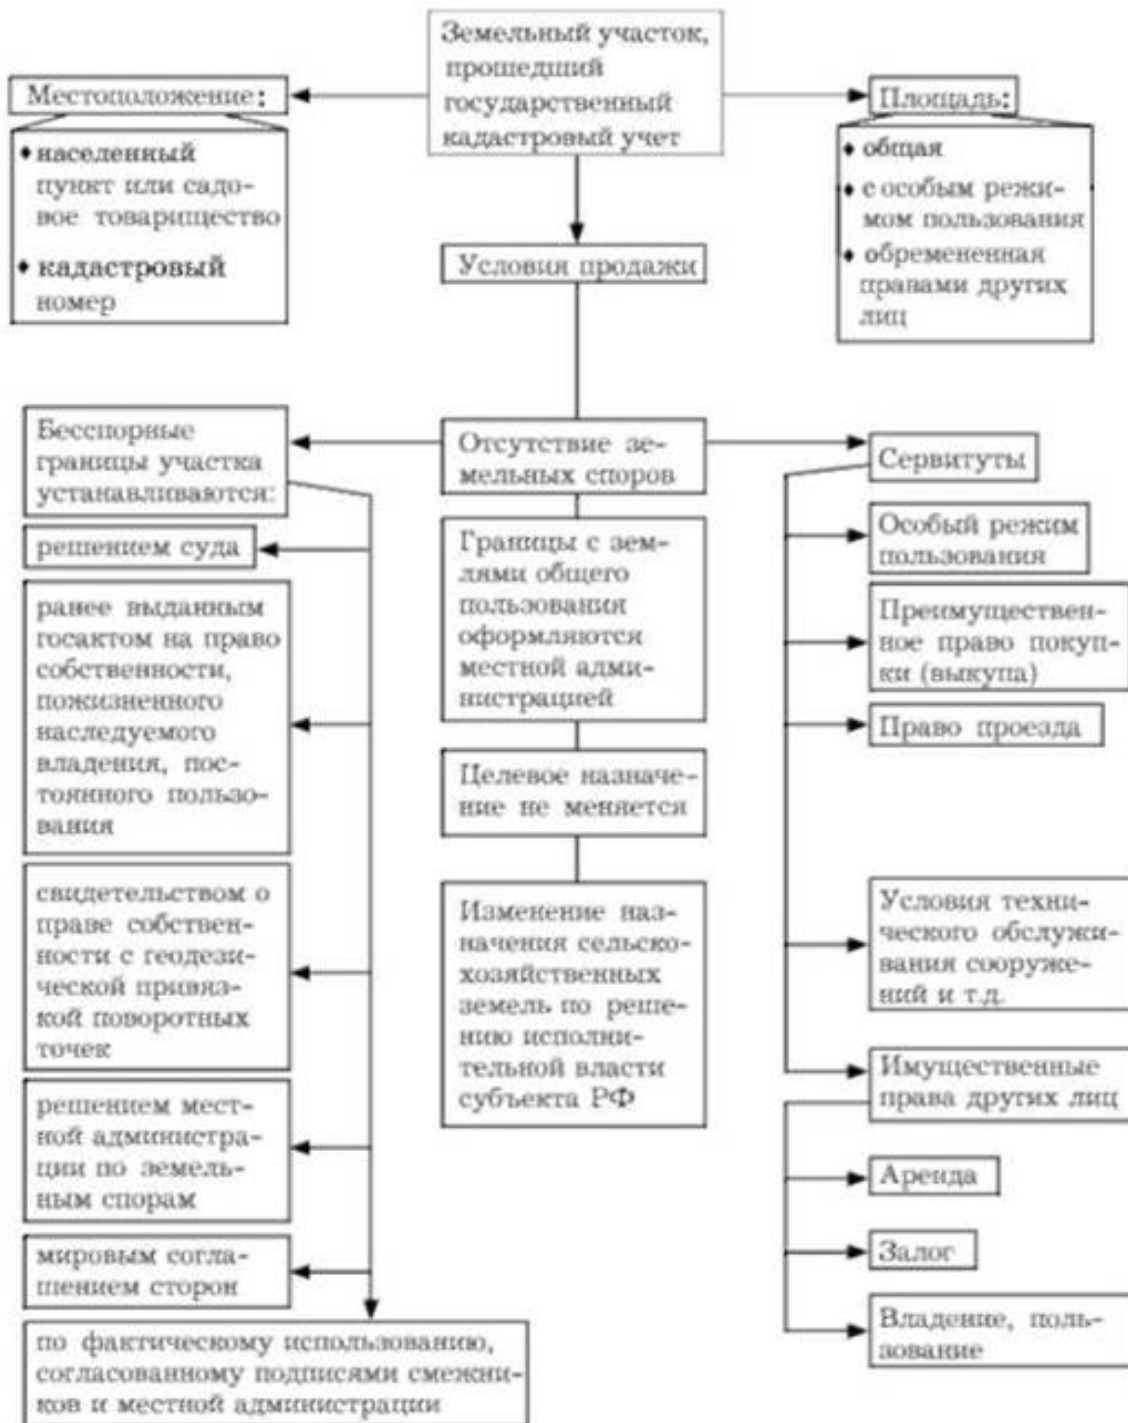 Земельный участок,
прошедший
государственный
кадастровый учет
Местоположение:
♦ населенный
пункт или садо-
вое товарищество
♦ кадастровый
номер
Площадь:
♦ общая
♦ с особым режи-
мом пользования
♦ обремененная
правами других
лиц
Условия продажи
Отсутствие зе-
мельных споров
Границы с зем-
лями общего
пользования
оформляются
местной адми-
нистрацией
Целевое назначе-
ние не меняется
Изменение наз-
начения сельско-
хозяйственных
земель по реше-
нию исполни-
тельной власти
субъекта РФ
Бесспорные
границы участка
устанавливаются:
решением суда
ранее выданным
госактом на право
собственности,
пожизненного
наследуемого
владения, пос-
тоянного пользо-
вания
свидетельством о
праве собствен-
ности с геодези-
ческой привяз-
кой поворотных
точек
решением мест-
ной администра-
ции по земель-
ным спорам
мировым согла-
шением сторон
по фактическому использованию,
согласованному подписями смежни-
ков и местной администрации
Сервитуты
Особый режим
пользования
Преимуществен-
ное право покуп-
ки (выкупа)
Право проезда
Условия техни-
ческого обслужи-
вания сооруже-
ний и т.д.
Имущественные
права других лиц
Аренда
Залог
Владение, поль-
зование